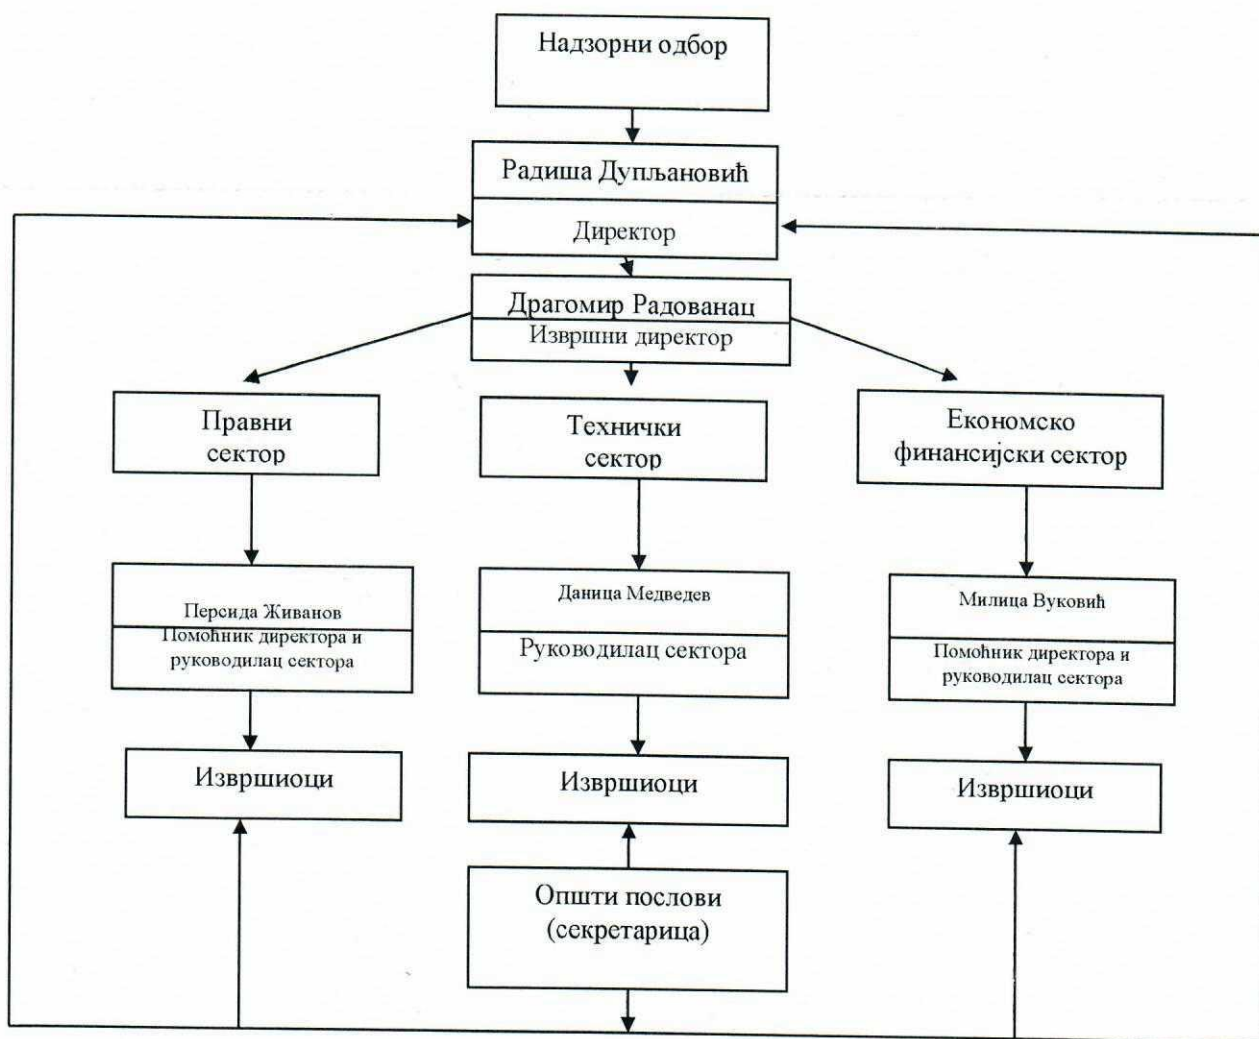 Надзорни одбор
Радиша Дупљановић
Директор
Драгомир Радованац
Извршни директор
Правни
сектор
Технички
сектор
Економско
финансијски сектор
Персида Живанов
Помоћник директора и
руководилац сектора
Даница Медведев
Руководилац сектора
Милица Вуковић
Помоћник директора и
руководилац сектора
Извршиоци
Извршиоци
Извршиоци
Општи послови
(секретарица)